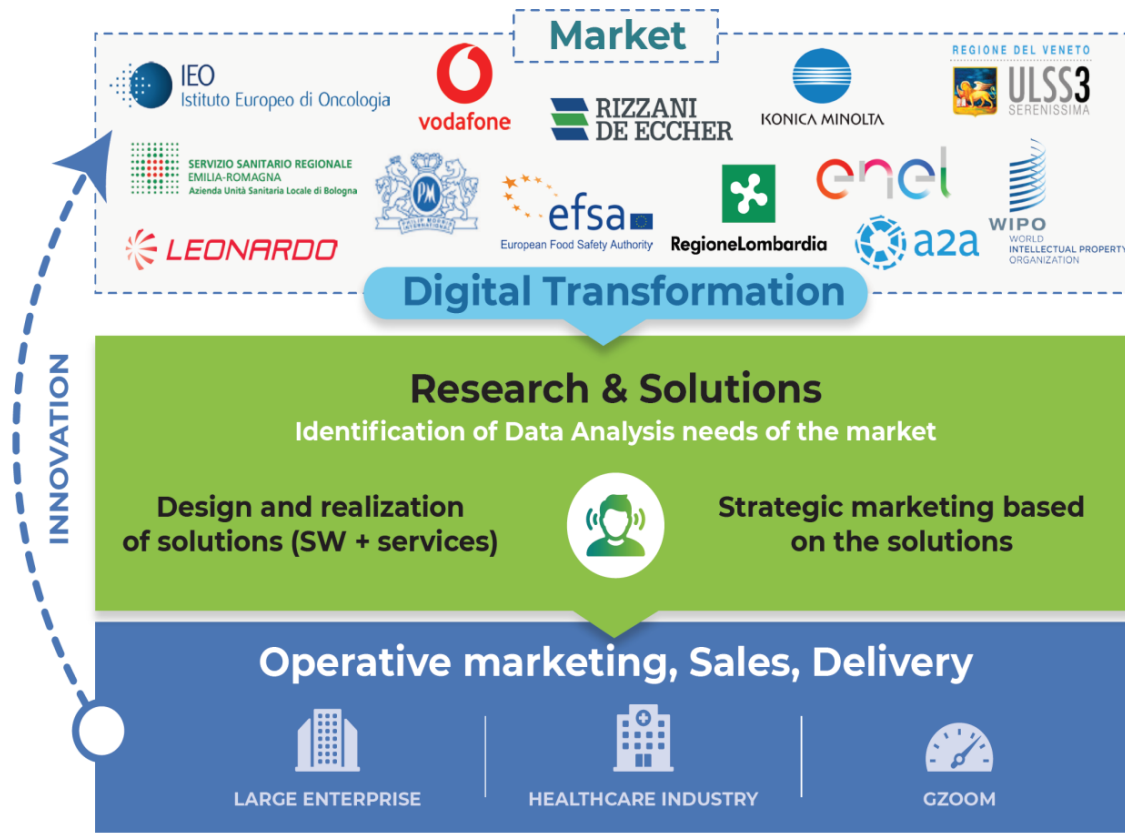 Market
IEO
Istituto Europeo di Oncologia
vodafone
RIZZANI
DE ECCHER
KONICA MINOLTA
REGIONE DEL VENETO
ULSS3
SERENISSIMA
SERVIZIO SANITARIO REGIONALE
EMILIA-ROMAGNA
Azienda Unità Sanitaria Locale di Bologna
PM
PHILIP MORRIS
INTERNATIONAL
efsa
European Food Safety Authority
RegioneLombardia
enel
a2a
WIPO
WORLD
INTELLECTUAL PROPERTY
ORGANIZATION
LEONARDO
Digital Transformation
INNOVATION
Research & Solutions
Identification of Data Analysis needs of the market
Design and realization
of solutions (SW + services)
Strategic marketing based
on the solutions
Operative marketing, Sales, Delivery
LARGE ENTERPRISE
HEALTHCARE INDUSTRY
GZOOM